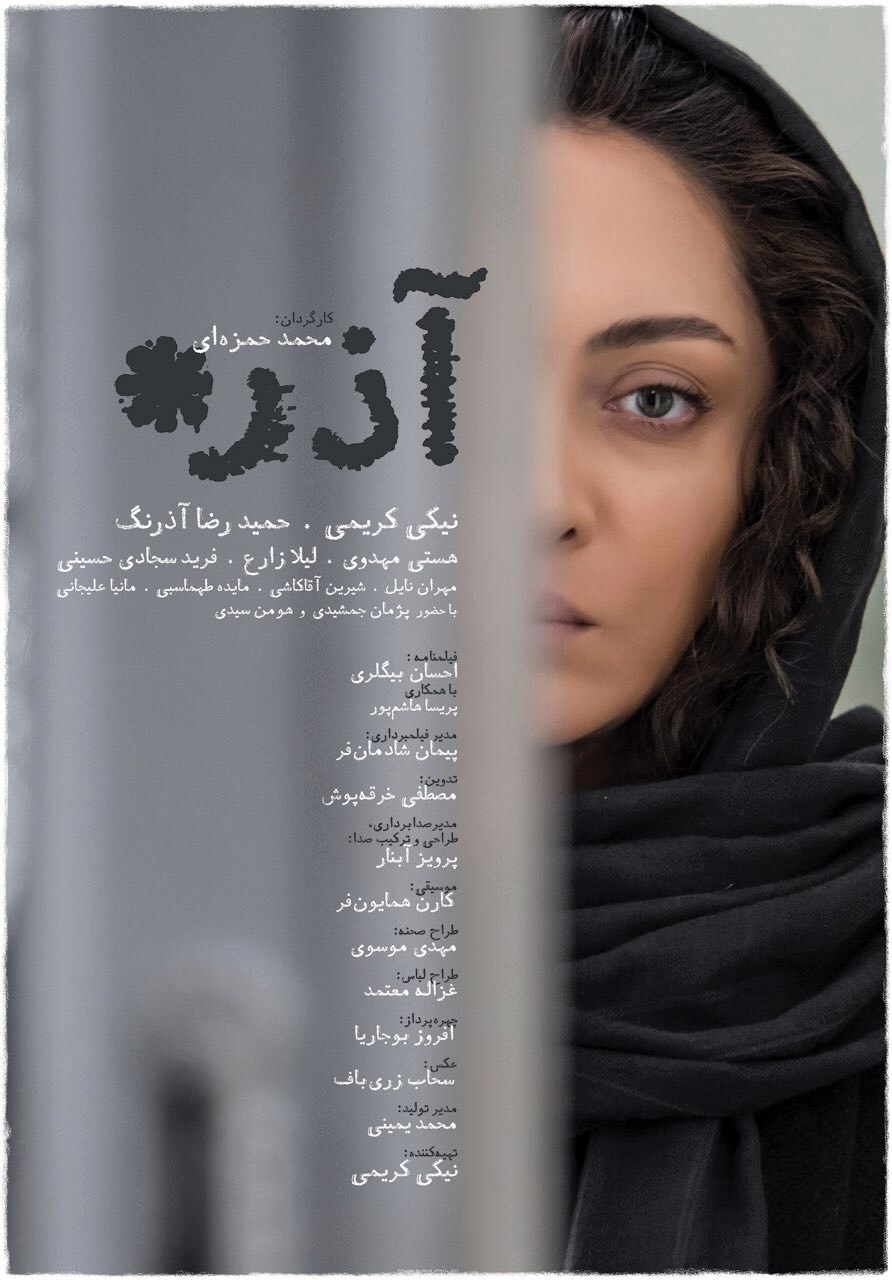 کارگردان:
محمد حمزه‌ای
آذر
نیکی کریمی . حمید رضا آذرنگ
هستی مهدوی . لیلا زارع . فرید سجادی حسینی
مهران نایل . شیرین آقاکاشی . مایده طهماسبی . مانیا علیجانی
با حضور پژمان جمشیدی و هومن سیدی
فیلمنامه:
احسان بیگلری
با همکاری
پریسا هاشم‌پور
مدیر فیلمبرداری:
پیمان شادمان‌فر
تدوین:
مصطفی خرقه‌پوش
مدیرصدابرداری،
طراحی و ترکیب صدا:
پرویز آبنار
موسیقی:
کارن همایون‌فر
طراح صحنه:
مهدی موسوی
طراح لباس:
غزاله معتمد
چهره‌پرداز:
افروز بوجاریا
عکس:
سحاب زری‌باف
مدیر تولید:
محمد یمینی
تهیه‌کننده:
نیکی کریمی